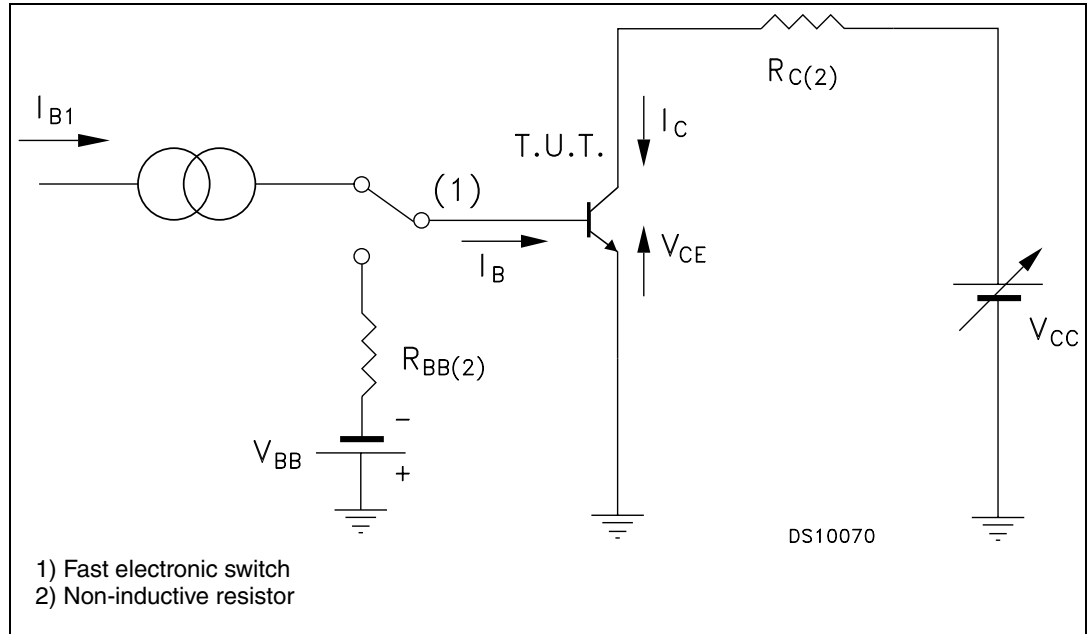 I_B1
(1)
I_B
T.U.T.
I_C
V_CE
R_C(2)
V_CC
R_BB(2)
V_BB
−
+
DS10070
1) Fast electronic switch
2) Non-inductive resistor